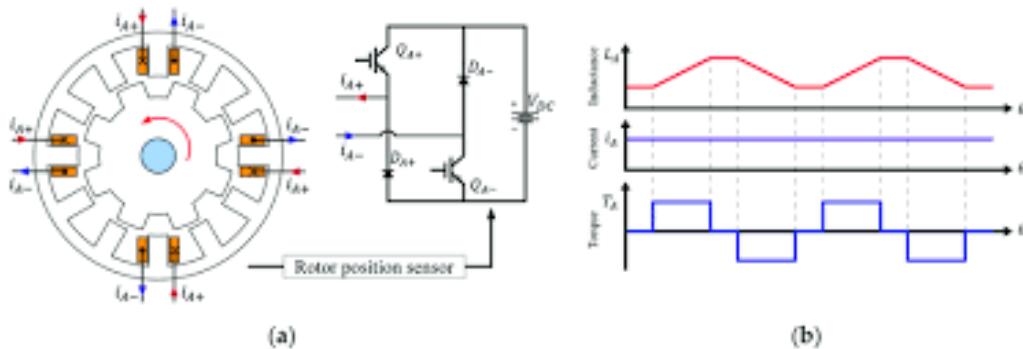 i_A+ i_A−
i_A+ i_A−
i_A− i_A+
i_A− i_A+
Q_A+
D_A−
i_A+
V_DC
i_A−
D_A+
Q_A−
Rotor position sensor
(a)
Inductance L_A
Current i_A
Torque T_A
(b)